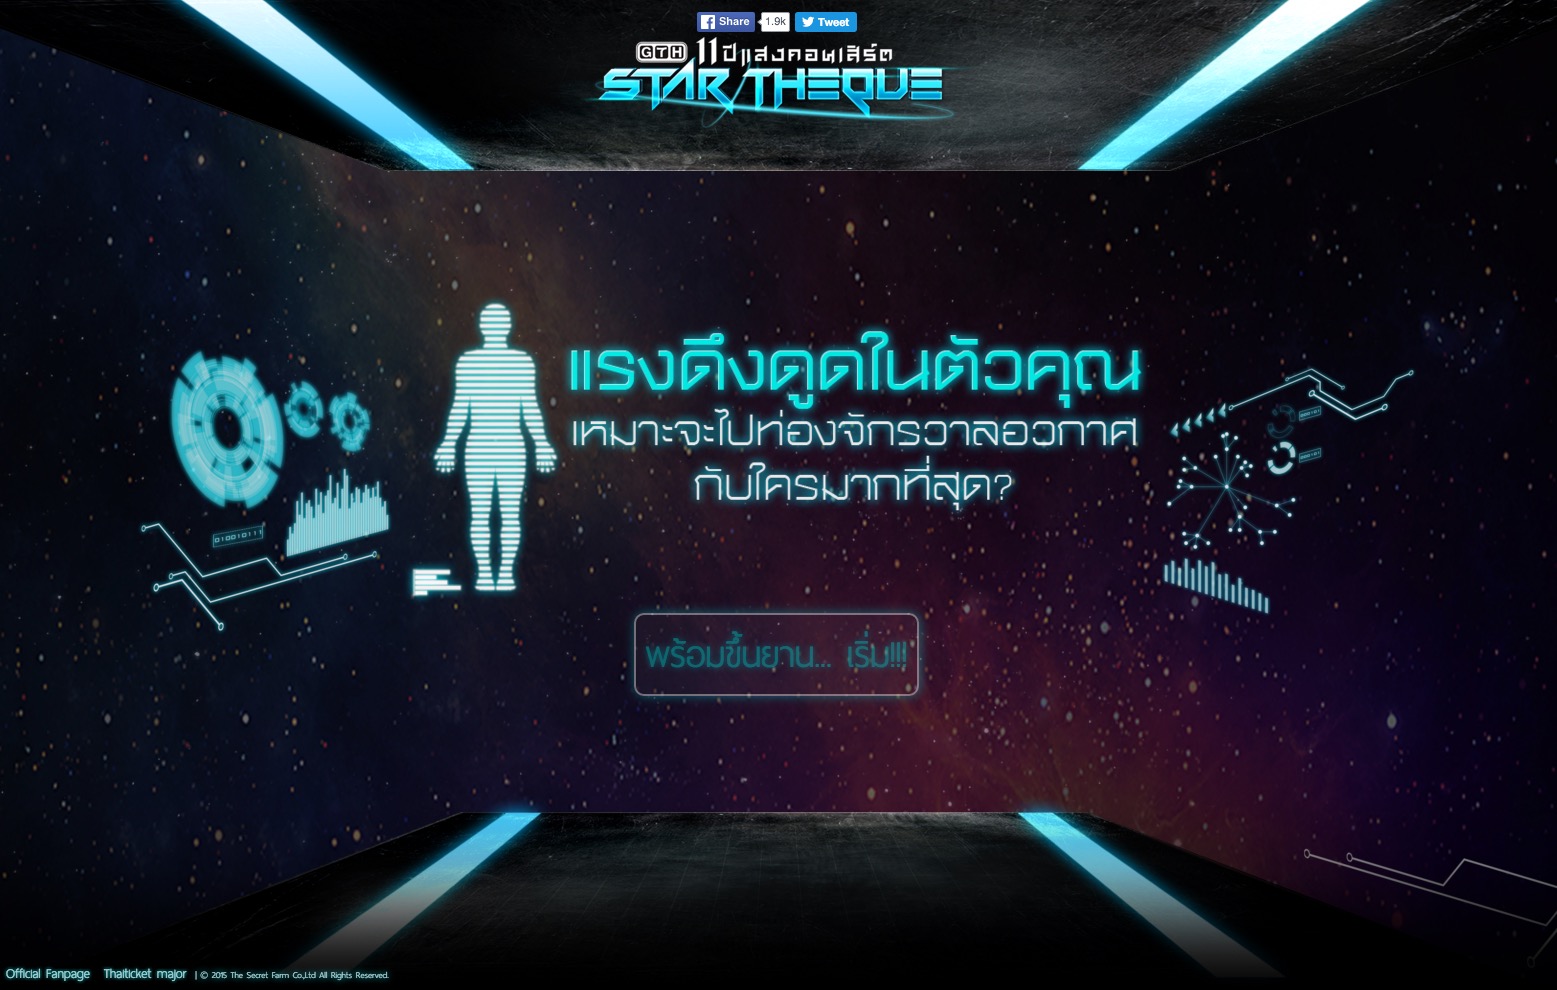 Share
1.9k
Tweet
GTH 11 ปีแสงคอนเสิร์ต
STAR THEQUE
แรงดึงดูดในตัวคุณ
เหมาะจะไปท่องจักรวาลอวกาศ
กับใครมากที่สุด?
010010111
พร้อมขึ้นยาน... เริ่ม!!!
Official Fanpage Thaiticket major | © 2015 The Secret Farm Co.,Ltd All Rights Reserved.